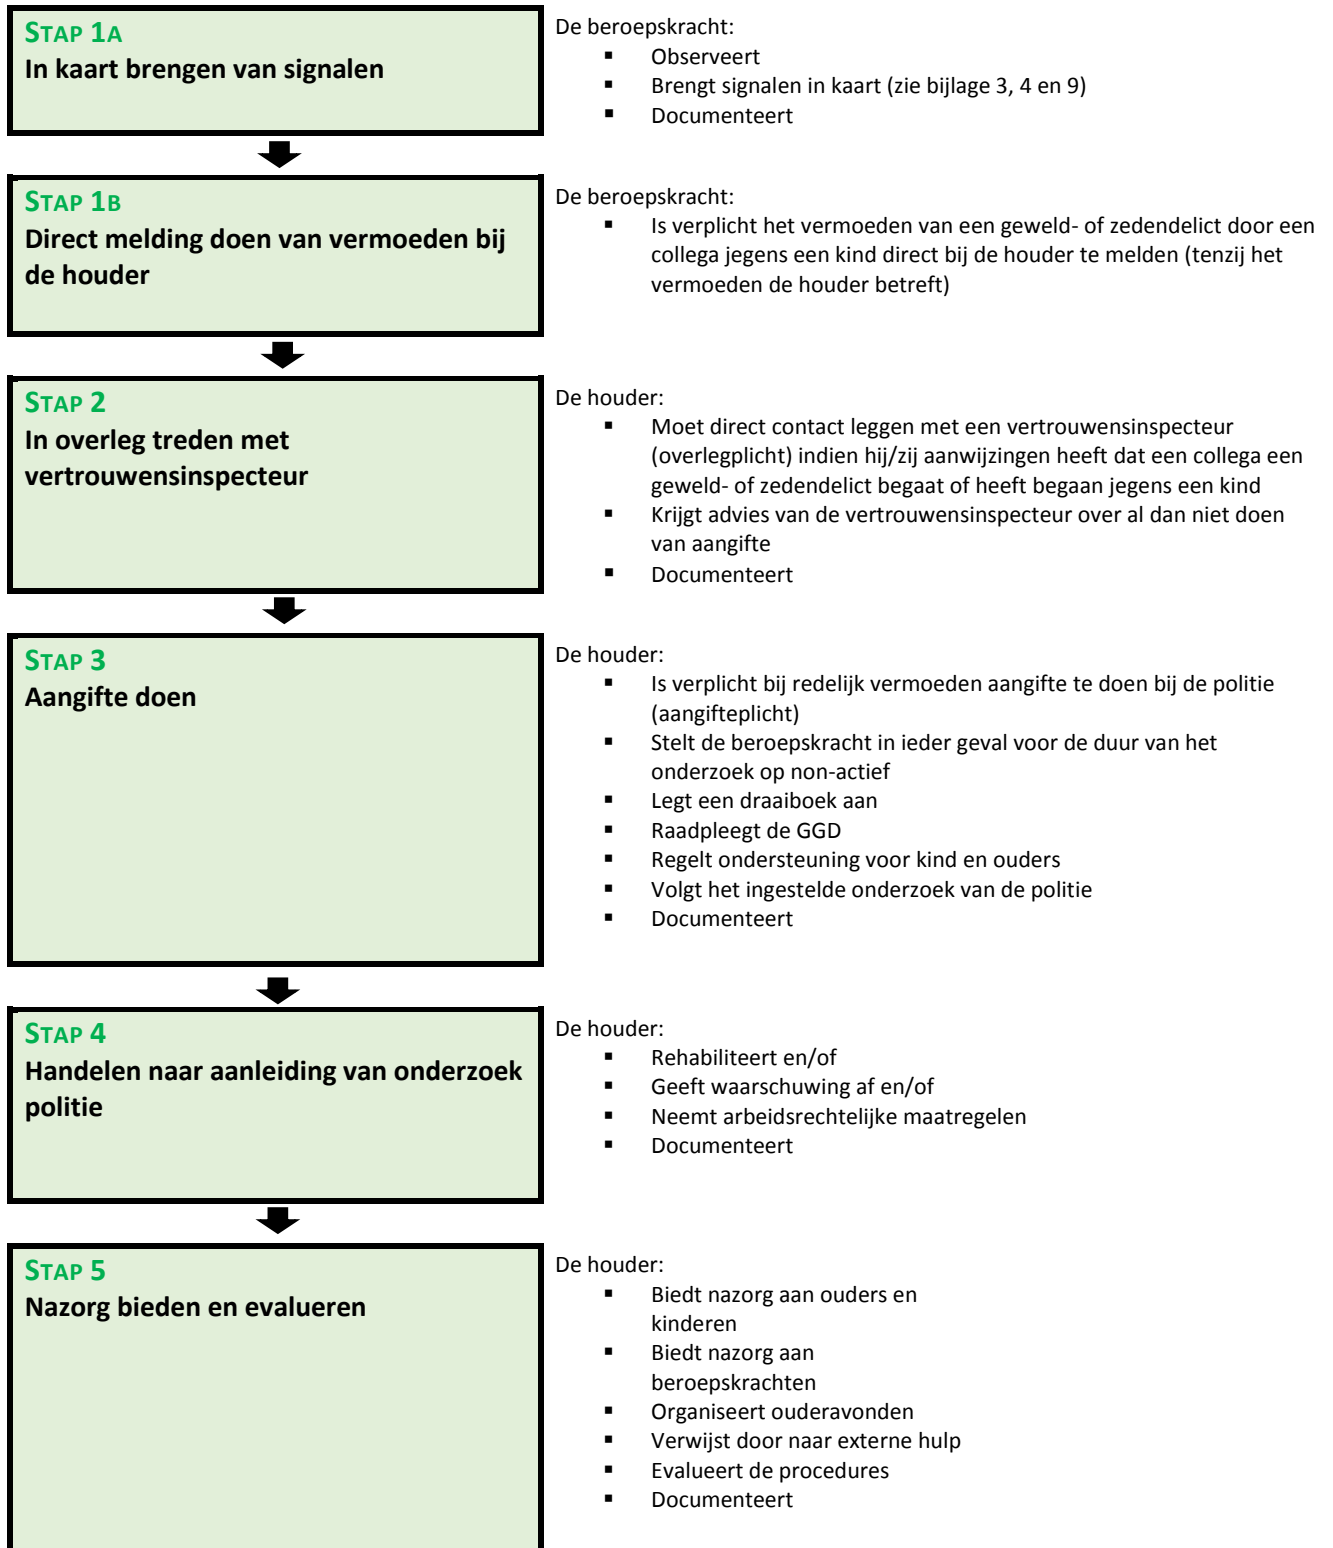 STAP 1A
In kaart brengen van signalen
De beroepskracht:
▪ Observeert
▪ Brengt signalen in kaart (zie bijlage 3, 4 en 9)
▪ Documenteert
STAP 1B
Direct melding doen van vermoeden bij
de houder
De beroepskracht:
▪ Is verplicht het vermoeden van een geweld- of zedendelict door een
collega jegens een kind direct bij de houder te melden (tenzij het
vermoeden de houder betreft)
STAP 2
In overleg treden met
vertrouwensinspecteur
De houder:
▪ Moet direct contact leggen met een vertrouwensinspecteur
(overlegplicht) indien hij/zij aanwijzingen heeft dat een collega een
geweld- of zedendelict begaat of heeft begaan jegens een kind
▪ Krijgt advies van de vertrouwensinspecteur over al dan niet doen
van aangifte
▪ Documenteert
STAP 3
Aangifte doen
De houder:
▪ Is verplicht bij redelijk vermoeden aangifte te doen bij de politie
(aangifteplicht)
▪ Stelt de beroepskracht in ieder geval voor de duur van het
onderzoek op non-actief
▪ Legt een draaiboek aan
▪ Raadpleegt de GGD
▪ Regelt ondersteuning voor kind en ouders
▪ Volgt het ingestelde onderzoek van de politie
▪ Documenteert
STAP 4
Handelen naar aanleiding van onderzoek
politie
De houder:
▪ Rehabiliteert en/of
▪ Geeft waarschuwing af en/of
▪ Neemt arbeidsrechtelijke maatregelen
▪ Documenteert
STAP 5
Nazorg bieden en evalueren
De houder:
▪ Biedt nazorg aan ouders en
kinderen
▪ Biedt nazorg aan
beroepskrachten
▪ Organiseert ouderavonden
▪ Verwijst door naar externe hulp
▪ Evalueert de procedures
▪ Documenteert